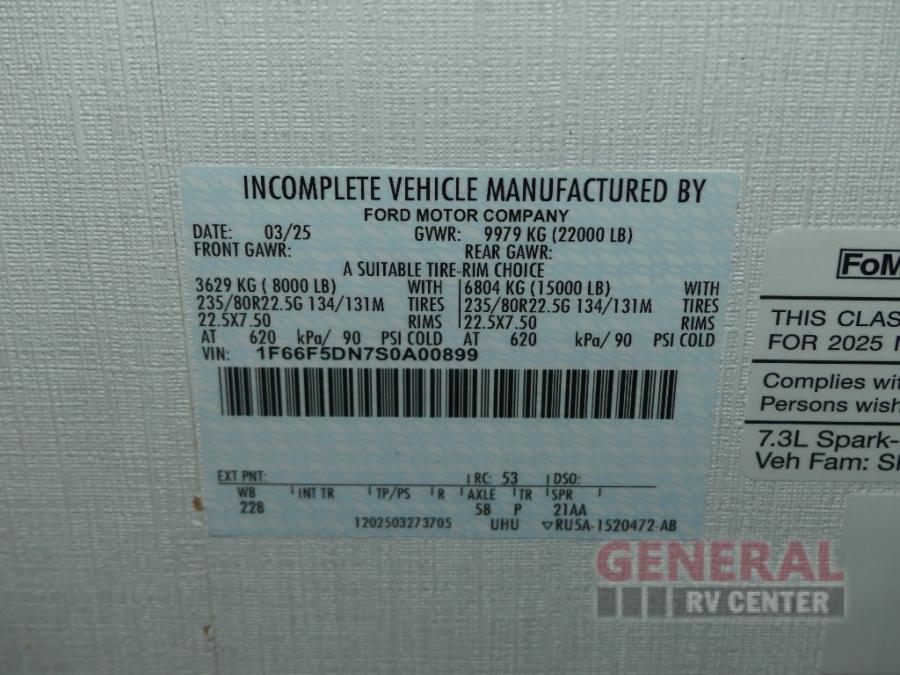 INCOMPLETE VEHICLE MANUFACTURED BY
FORD MOTOR COMPANY
DATE: 03/25 GVWR: 9979 KG (22000 LB)
FRONT GAWR: REAR GAWR:
A SUITABLE TIRE-RIM CHOICE
3629 KG ( 8000 LB) WITH 6804 KG (15000 LB) WITH
235/80R22.5G 134/131M TIRES 235/80R22.5G 134/131M TIRES
22.5X7.50 RIMS 22.5X7.50 RIMS
AT 620 kPa/ 90 PSI COLD AT 620 kPa/ 90 PSI COLD
VIN: 1F66F5DN7S0A00899
EXT PNT: RC: 53 DSO:
WB INT TR TP/PS R AXLE TR SPR
228 58 P 21AA
1202503273705 UHU ▽RU5A-1520472-AB
FoM
THIS CLAS
FOR 2025
Complies wit
Persons wish
7.3L Spark-
Veh Fam:
GENERAL
RV CENTER